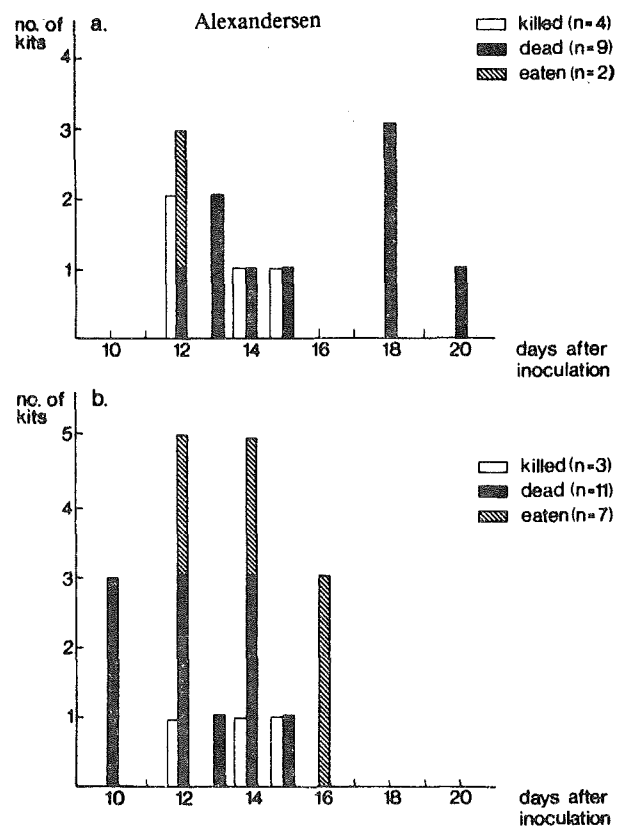 Alexandersen
no. of kits
a.
killed (n=4)
dead (n=9)
eaten (n=2)
4
3
2
1
10 12 14 16 18 20
days after
inoculation
no. of kits
b.
killed (n=3)
dead (n=11)
eaten (n=7)
5
4
3
2
1
10 12 14 16 18 20
days after
inoculation